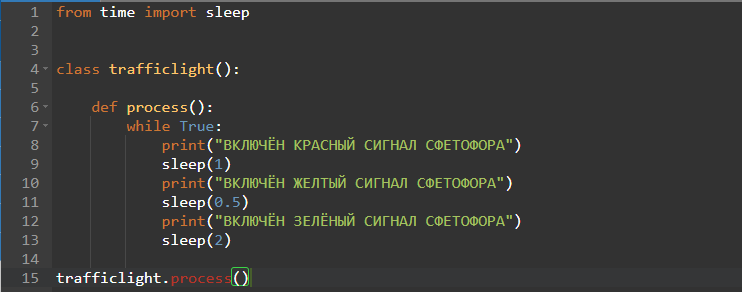 1 from time import sleep
2
3
4 class trafficlight():
5
6     def process():
7         while True:
8             print("ВКЛЮЧЁН КРАСНЫЙ СИГНАЛ СФЕТОФОРА")
9             sleep(1)
10             print("ВКЛЮЧЁН ЖЕЛТЫЙ СИГНАЛ СФЕТОФОРА")
11             sleep(0.5)
12             print("ВКЛЮЧЁН ЗЕЛЁНЫЙ СИГНАЛ СФЕТОФОРА")
13             sleep(2)
14
15 trafficlight.process()